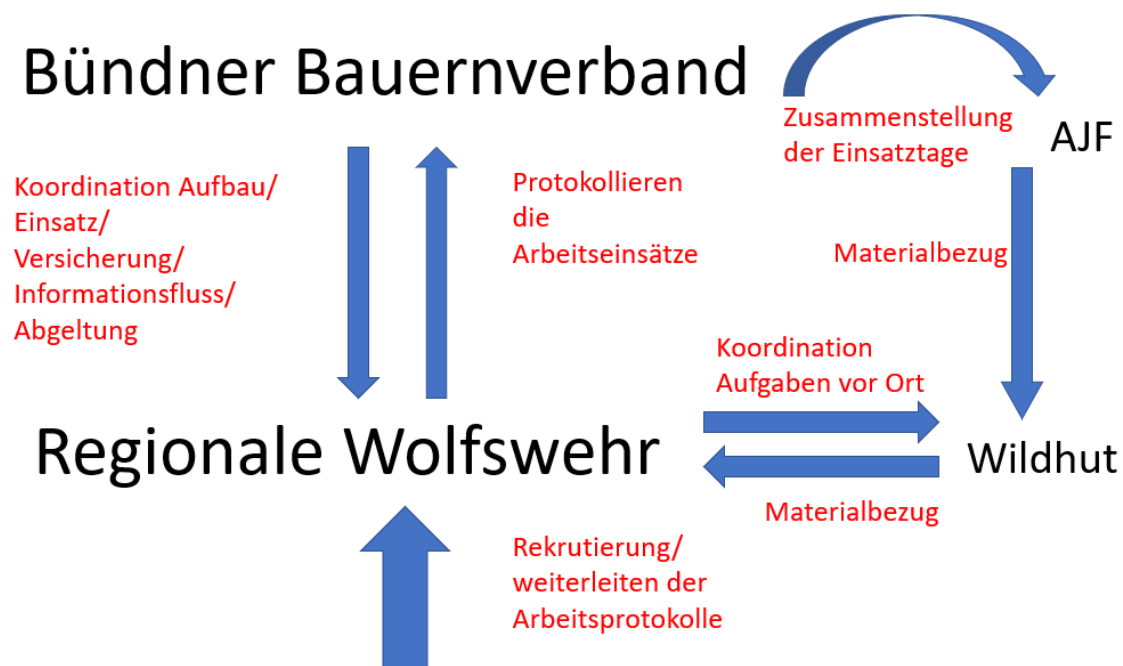 Bündner Bauernverband
Zusammenstellung
der Einsatztage
AJF
Koordination Aufbau/
Einsatz/
Versicherung/
Informationsfluss/
Abgeltung
Protokollieren
die
Arbeitseinsätze
Materialbezug
Koordination
Aufgaben vor Ort
Regionale Wolfswehr
Wildhut
Materialbezug
Rekrutierung/
weiterleiten der
Arbeitsprotokolle